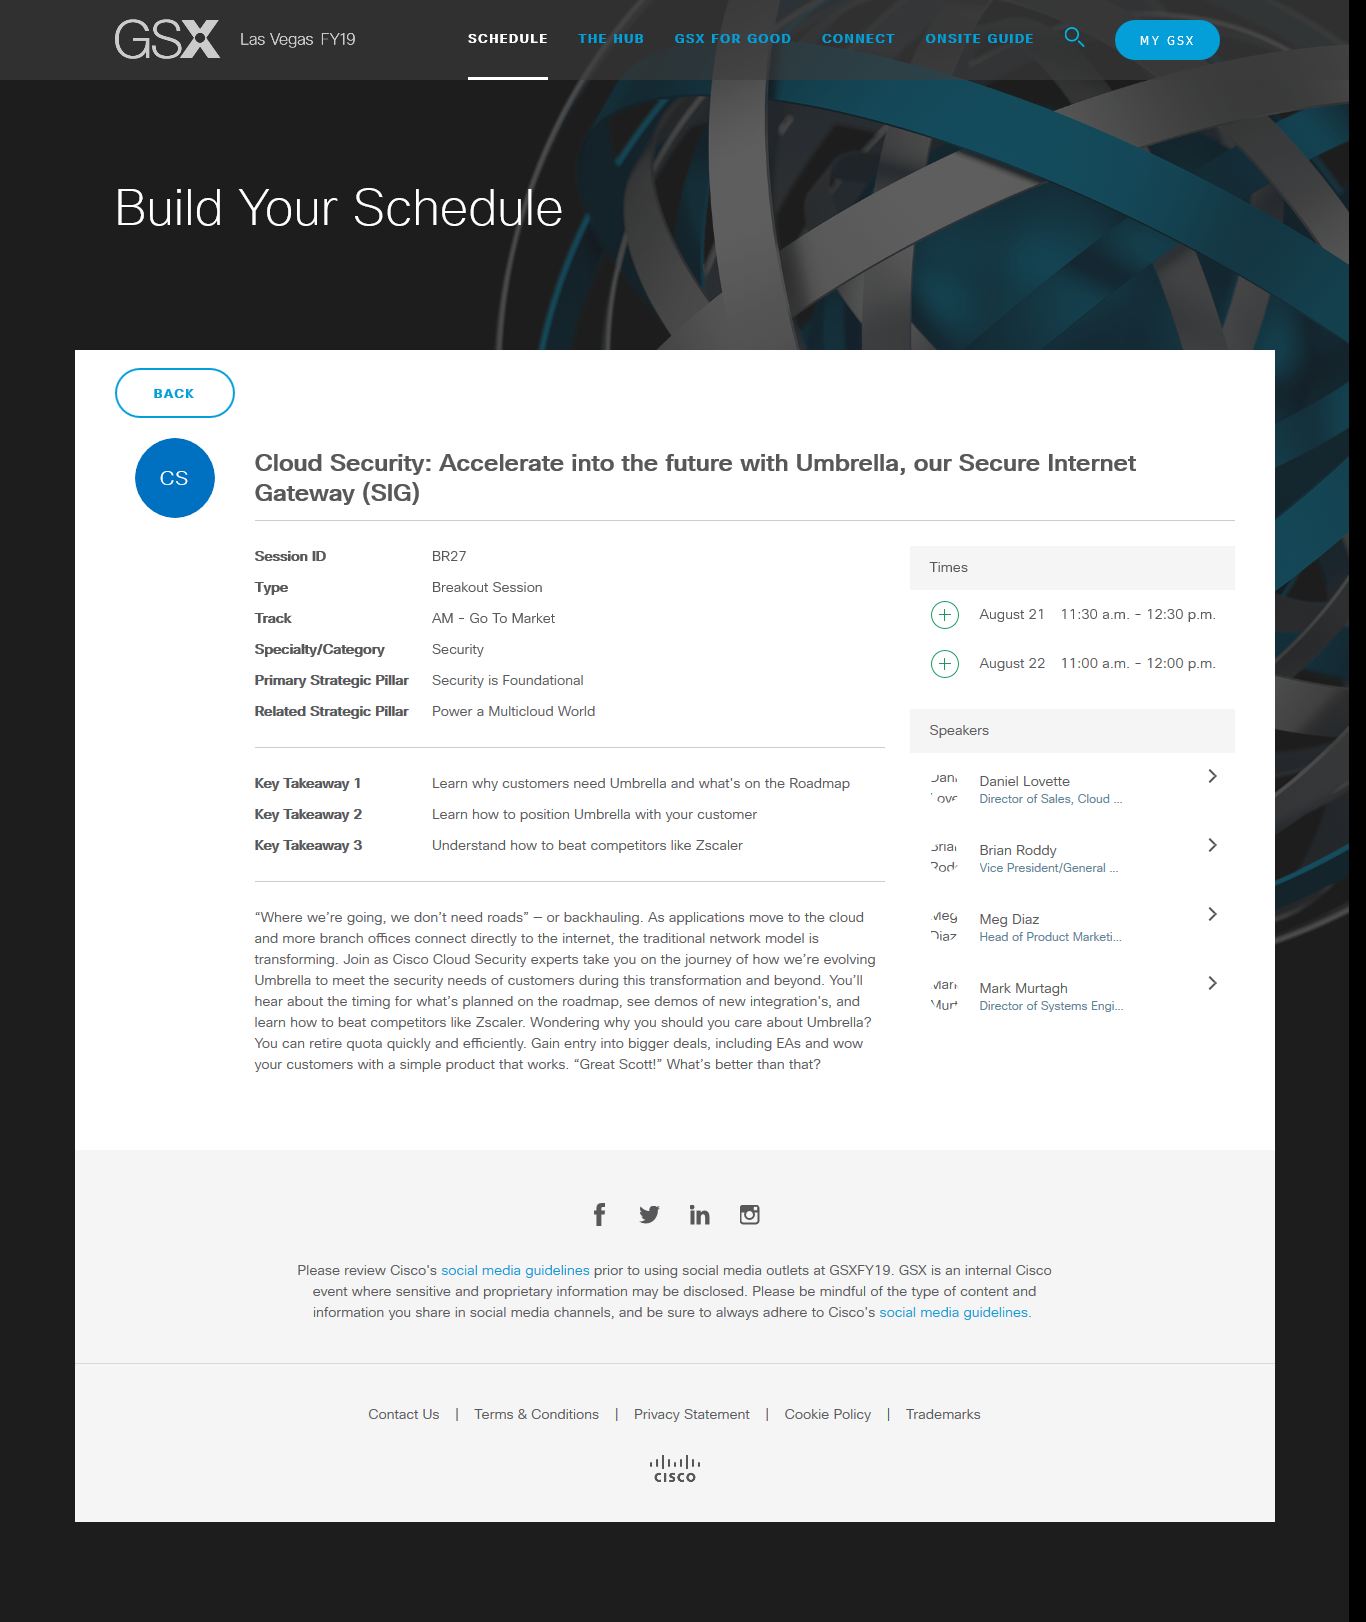 GSX Las Vegas FY19 SCHEDULE THE HUB GSX FOR GOOD CONNECT ONSITE GUIDE MY GSX
Build Your Schedule
BACK
CS
Cloud Security: Accelerate into the future with Umbrella, our Secure Internet
Gateway (SIG)
Session ID BR27
Type Breakout Session
Track AM - Go To Market
Specialty/Category Security
Primary Strategic Pillar Security is Foundational
Related Strategic Pillar Power a Multicloud World
Key Takeaway 1 Learn why customers need Umbrella and what's on the Roadmap
Key Takeaway 2 Learn how to position Umbrella with your customer
Key Takeaway 3 Understand how to beat competitors like Zscaler
“Where we’re going, we don’t need roads” – or backhauling. As applications move to the cloud
and more branch offices connect directly to the internet, the traditional network model is
transforming. Join as Cisco Cloud Security experts take you on the journey of how we’re evolving
Umbrella to meet the security needs of customers during this transformation and beyond. You’ll
hear about the timing for what’s planned on the roadmap, see demos of new integration's, and
learn how to beat competitors like Zscaler. Wondering why you should you care about Umbrella?
You can retire quota quickly and efficiently. Gain entry into bigger deals, including EAs and wow
your customers with a simple product that works. “Great Scott!” What’s better than that?
Times
August 21 11:30 a.m. - 12:30 p.m.
August 22 11:00 a.m. - 12:00 p.m.
Speakers
Daniel Lovette
Director of Sales, Cloud ...
Brian Roddy
Vice President/General ...
Meg Diaz
Meg Diaz
Head of Product Marketi...
Mark Murtagh
Director of Systems Engi...
Please review Cisco's social media guidelines prior to using social media outlets at GSXFY19. GSX is an internal Cisco
event where sensitive and proprietary information may be disclosed. Please be mindful of the type of content and
information you share in social media channels, and be sure to always adhere to Cisco's social media guidelines.
Contact Us | Terms & Conditions | Privacy Statement | Cookie Policy | Trademarks
CISCO